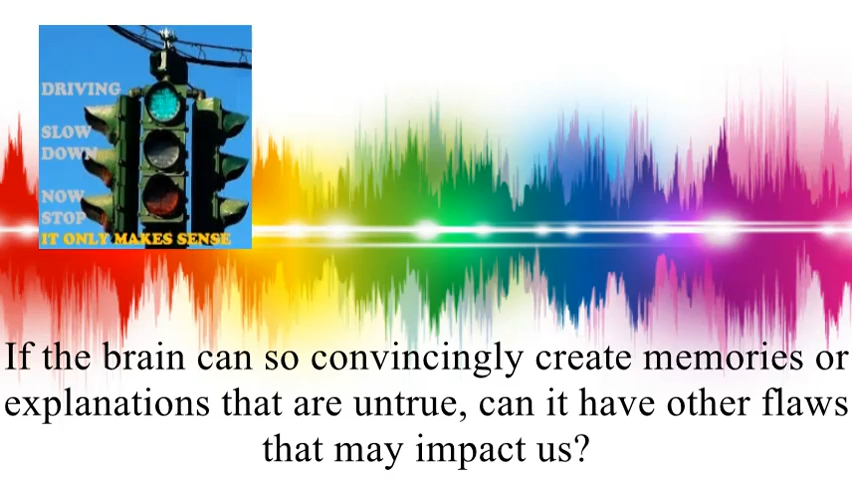 DRIVING
SLOW
DOWN
NOW
STOP
IT ONLY MAKES SENSE
If the brain can so convincingly create memories or
explanations that are untrue, can it have other flaws
that may impact us?